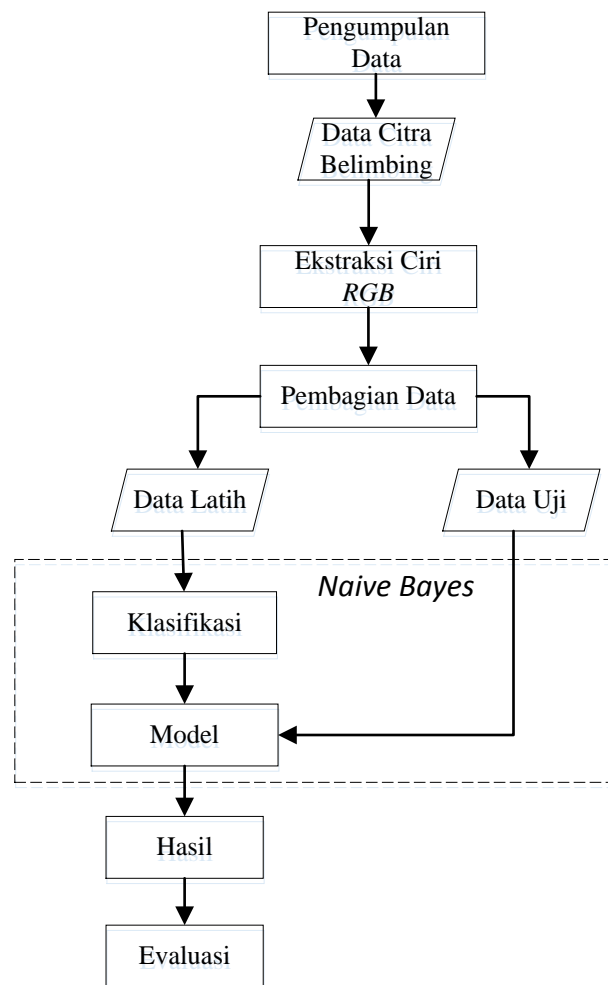 Pengumpulan
Data
Data Citra
Belimbing
Ekstraksi Ciri
RGB
Pembagian Data
Data Latih
Data Uji
Naive Bayes
Klasifikasi
Model
Hasil
Evaluasi